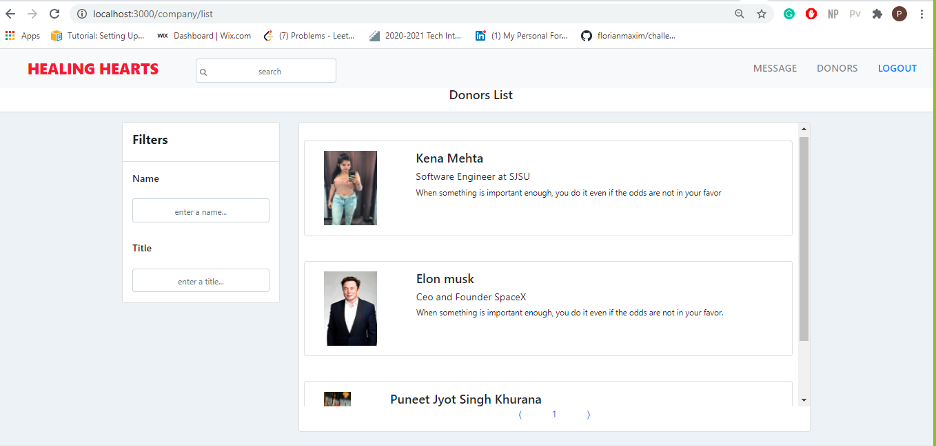 localhost:3000/company/list
Apps
Tutorial: Setting Up...
WIX Dashboard | Wix.com
(7) Problems - Leet...
2020-2021 Tech Int...
in (1) My Personal For...
florianmaxim/challe...
NP
Pv
P
HEALING HEARTS
search
MESSAGE
DONORS
LOGOUT
Donors List
Filters
Name
enter a name...
Title
enter a title...
Kena Mehta
Software Engineer at SJSU
When something is important enough, you do it even if the odds are not in your favor
Elon musk
Ceo and Founder SpaceX
When something is important enough, you do it even if the odds are not in your favor.
Puneet Jyot Singh Khurana
⟨ 1 ⟩